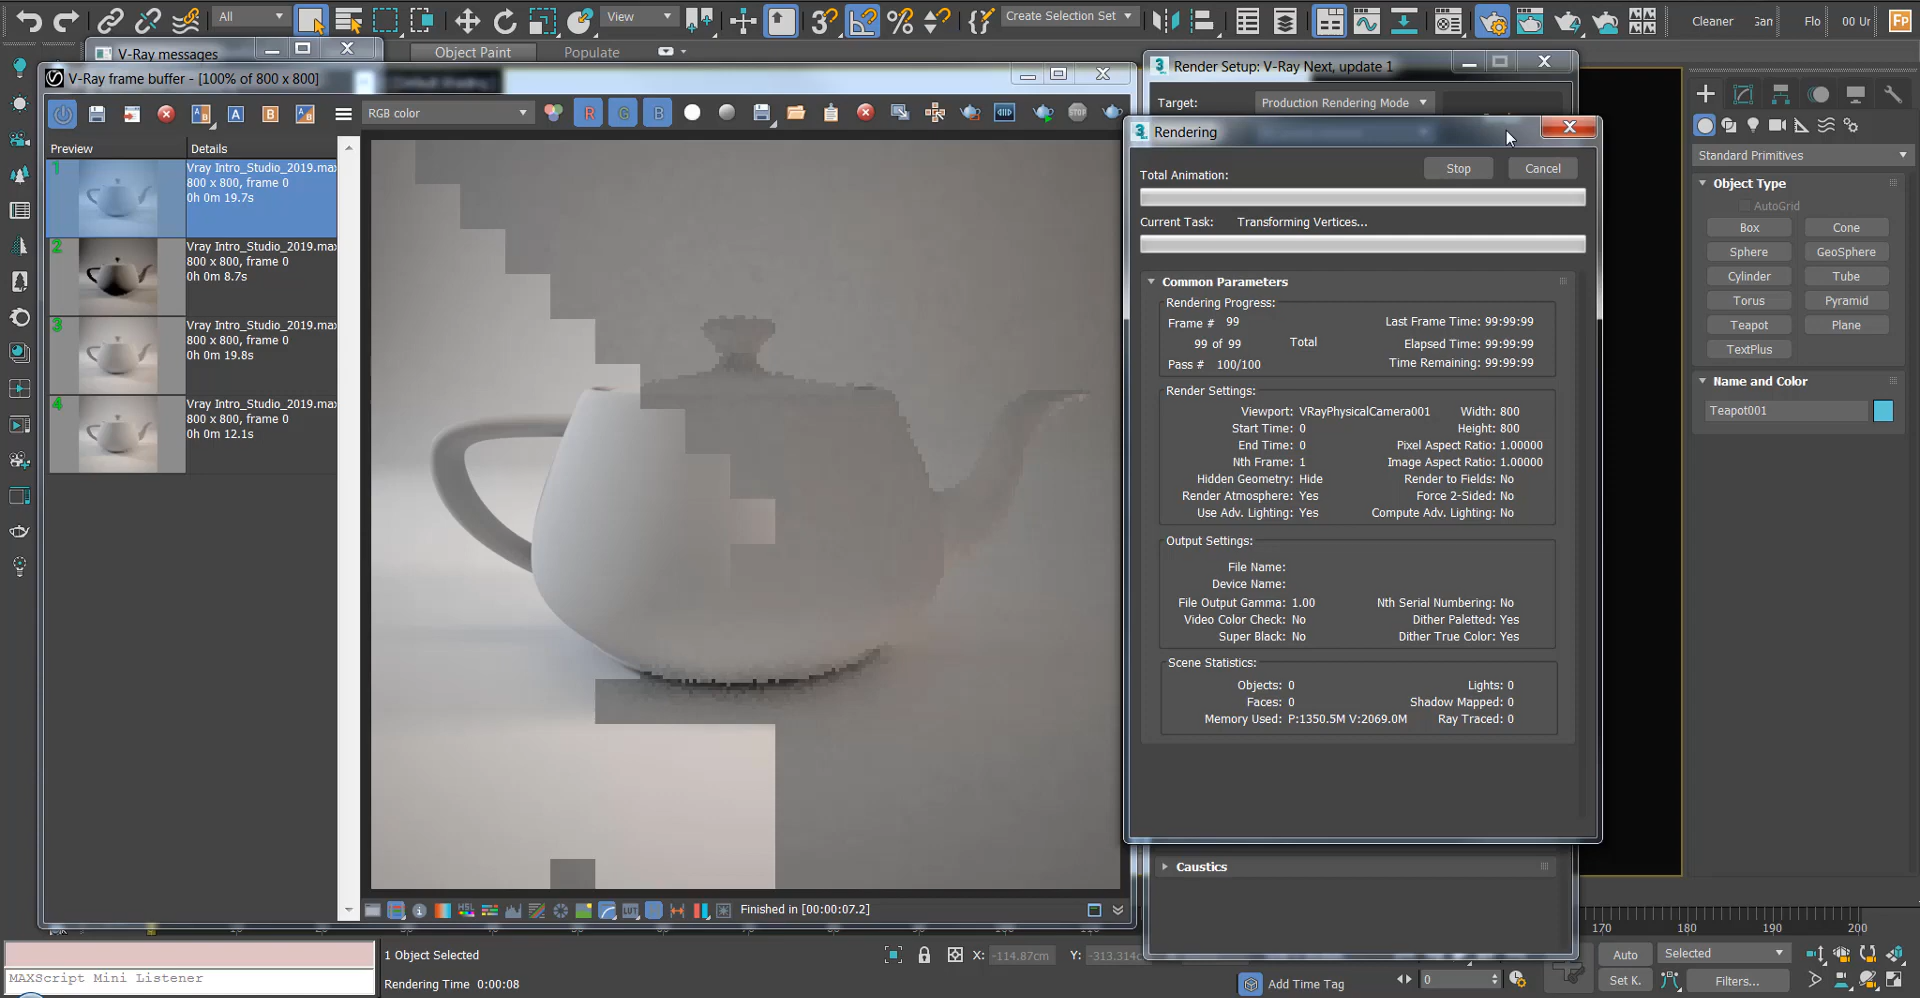 All
View
Create Selection Set
Cleaner
Flo
00 Ur
V-Ray messages
Object Paint
Populate
V-Ray frame buffer - [100% of 800 x 800]
RGB color
R
G
B
Preview
Details
1
Vray Intro_Studio_2019.ma
800 x 800, frame 0
0h 0m 19.7s
2
Vray Intro_Studio_2019.ma
800 x 800, frame 0
0h 0m 8.7s
3
Vray Intro_Studio_2019.ma
800 x 800, frame 0
0h 0m 19.8s
4
Vray Intro_Studio_2019.ma
800 x 800, frame 0
0h 0m 12.1s
Finished in [00:00:07.2]
Render Setup: V-Ray Next, update 1
Target:
Production Rendering Mode
Rendering
Stop
Cancel
Total Animation:
Current Task: Transforming Vertices...
Common Parameters
Rendering Progress:
Frame # 99
Last Frame Time: 99:99:99
99 of 99
Total
Elapsed Time: 99:99:99
Pass # 100/100
Time Remaining: 99:99:99
Render Settings:
Viewport: VRayPhysicalCamera001
Width: 800
Start Time: 0
Height: 800
End Time: 0
Pixel Aspect Ratio: 1.00000
Nth Frame: 1
Image Aspect Ratio: 1.00000
Hidden Geometry: Hide
Render to Fields: No
Render Atmosphere: Yes
Force 2-Sided: No
Use Adv. Lighting: Yes
Compute Adv. Lighting: No
Output Settings:
File Name:
Device Name:
File Output Gamma: 1.00
Nth Serial Numbering: No
Video Color Check: No
Dither Paletted: Yes
Super Black: No
Dither True Color: Yes
Scene Statistics:
Objects: 0
Lights: 0
Faces: 0
Shadow Mapped: 0
Memory Used: P:1350.5M V:2069.0M
Ray Traced: 0
Caustics
Standard Primitives
Object Type
AutoGrid
Box
Cone
Sphere
GeoSphere
Cylinder
Tube
Torus
Pyramid
Teapot
Plane
TextPlus
Name and Color
Teapot001
170
180
190
200
1 Object Selected
X: -114.87cm
Y: -313.314c
MAXScript Mini Listener
Rendering Time 0:00:08
Add Time Tag
0
Auto
Selected
Set K.
Filters...